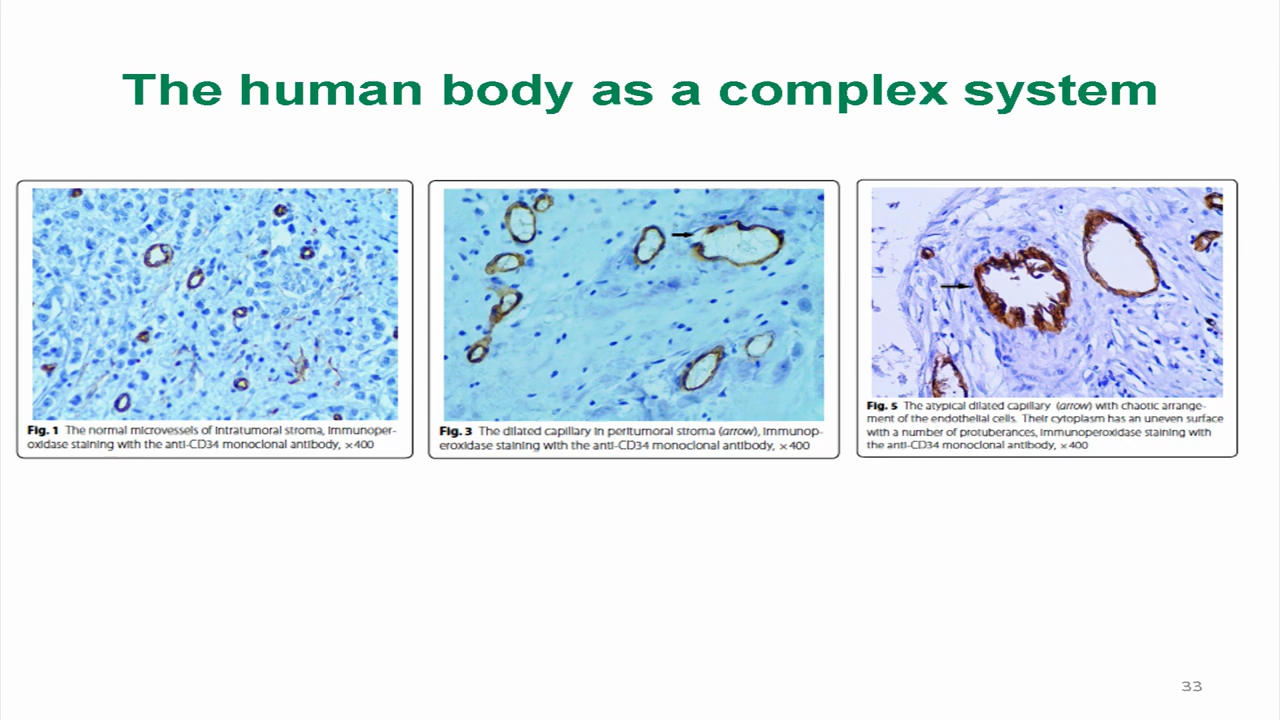 The human body as a complex system
Fig. 1 The normal microvessels of intratumoral stroma, immunoper-
oxidase staining with the anti-CD34 monoclonal antibody, ×400
Fig. 3 The dilated capillary in peritumoral stroma (arrow), immunop-
eroxidase staining with the anti-CD34 monoclonal antibody, ×400
Fig. 5 The atypical dilated capillary (arrow) with chaotic arrange-
ment of the endothelial cells. Their cytoplasm has an uneven surface
with a number of protuberances, immunoperoxidase staining with
the anti-CD34 monoclonal antibody, ×400
33